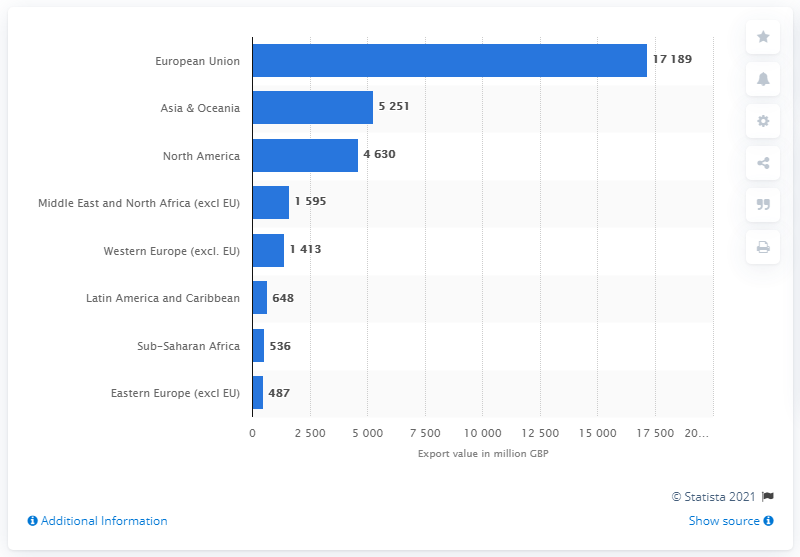 European Union 17 189
Asia & Oceania 5 251
North America 4 630
Middle East and North Africa (excl EU) 1 595
Western Europe (excl. EU) 1 413
Latin America and Caribbean 648
Sub-Saharan Africa 536
Eastern Europe (excl EU) 487
0 2 500 5 000 7 500 10 000 12 500 15 000 17 500 20...
Export value in million GBP
© Statista 2021
Additional Information Show source